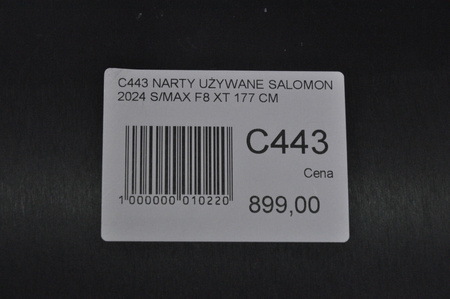 C443 NARTY UŻYWANE SALOMON
2024 S/MAX F8 XT 177 CM
C443
Cena
1 000000 010220
899,00